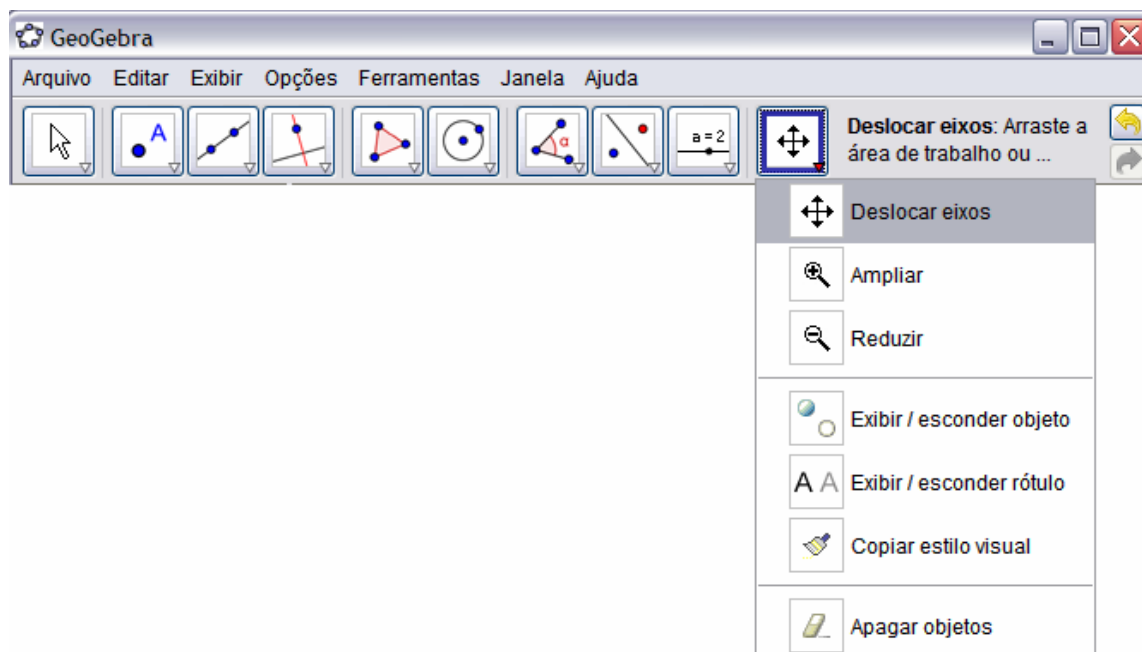 GeoGebra
Arquivo Editar Exibir Opções Ferramentas Janela Ajuda
A
α
a = 2
Deslocar eixos: Arraste a
área de trabalho ou ...
Deslocar eixos
Ampliar
Reduzir
Exibir / esconder objeto
A A Exibir / esconder rótulo
Copiar estilo visual
Apagar objetos